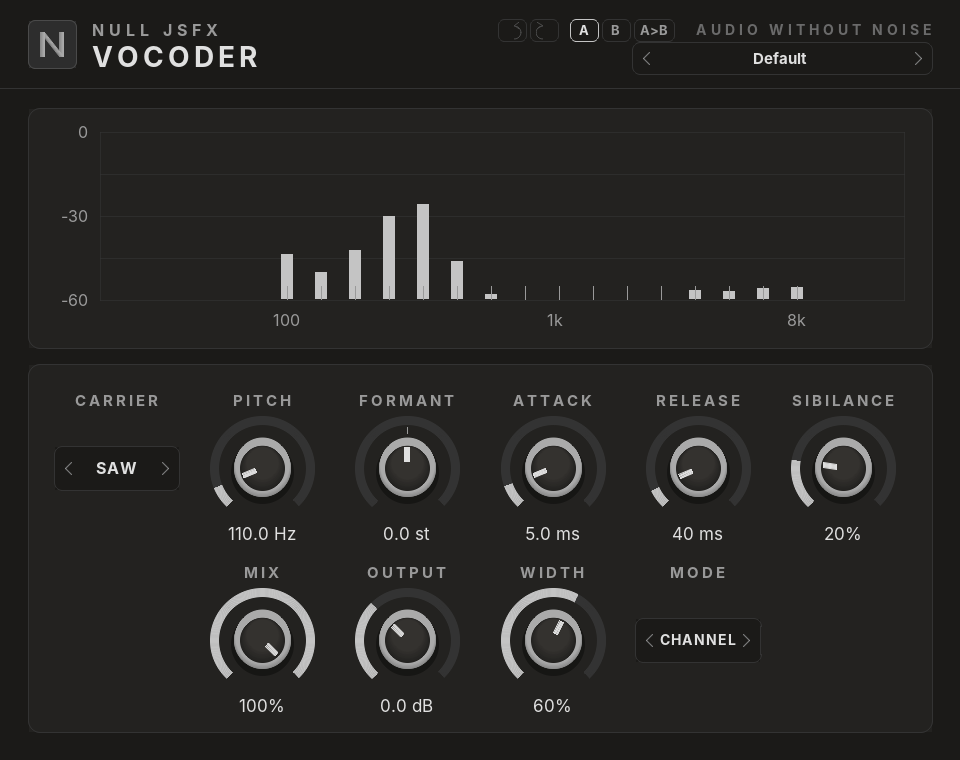 N
NULL JSFX
VOCODER
A B A>B
AUDIO WITHOUT NOISE
Default
0
-30
-60
100 1k 8k
CARRIER PITCH FORMANT ATTACK RELEASE SIBILANCE
SAW
110.0 Hz 0.0 st 5.0 ms 40 ms 20%
MIX OUTPUT WIDTH MODE
CHANNEL
100% 0.0 dB 60%